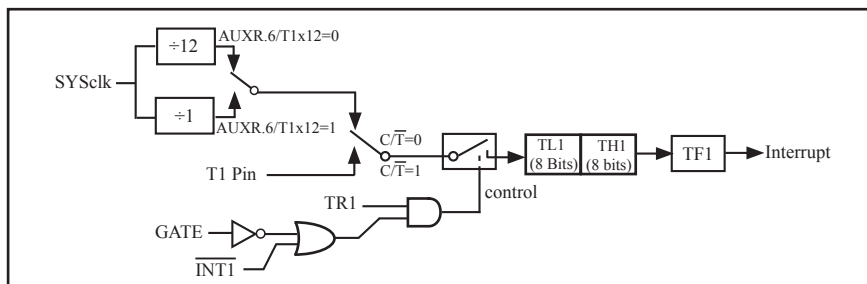 ÷12
AUXR.6/T1x12=0
SYSclk
÷1
AUXR.6/T1x12=1
C/T̅=0
C/T̅=1
T1 Pin
TL1
(8 Bits)
TH1
(8 bits)
TF1
Interrupt
control
TR1
GATE
I̅N̅T̅1̅